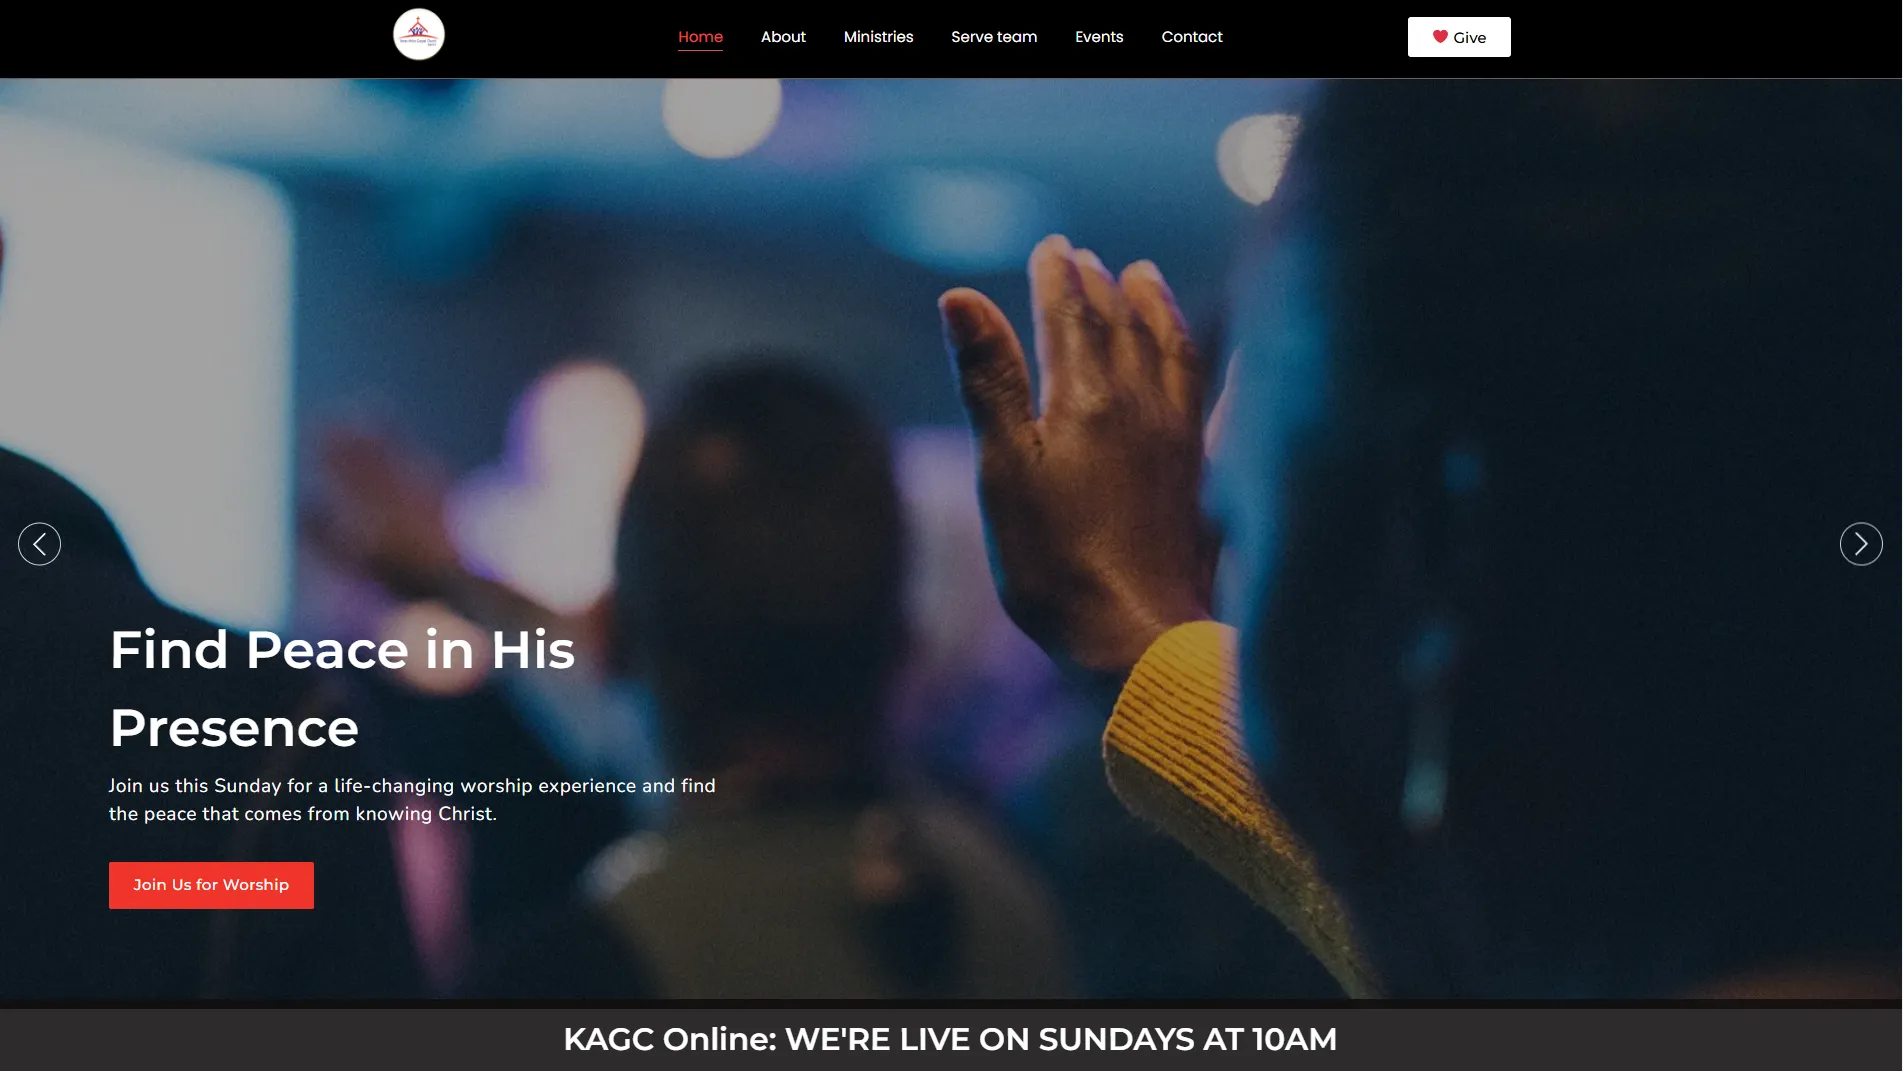 Home
About
Ministries
Serve team
Events
Contact
Give
Find Peace in His
Presence
Join us this Sunday for a life-changing worship experience and find
the peace that comes from knowing Christ.
Join Us for Worship
KAGC Online: WE'RE LIVE ON SUNDAYS AT 10AM